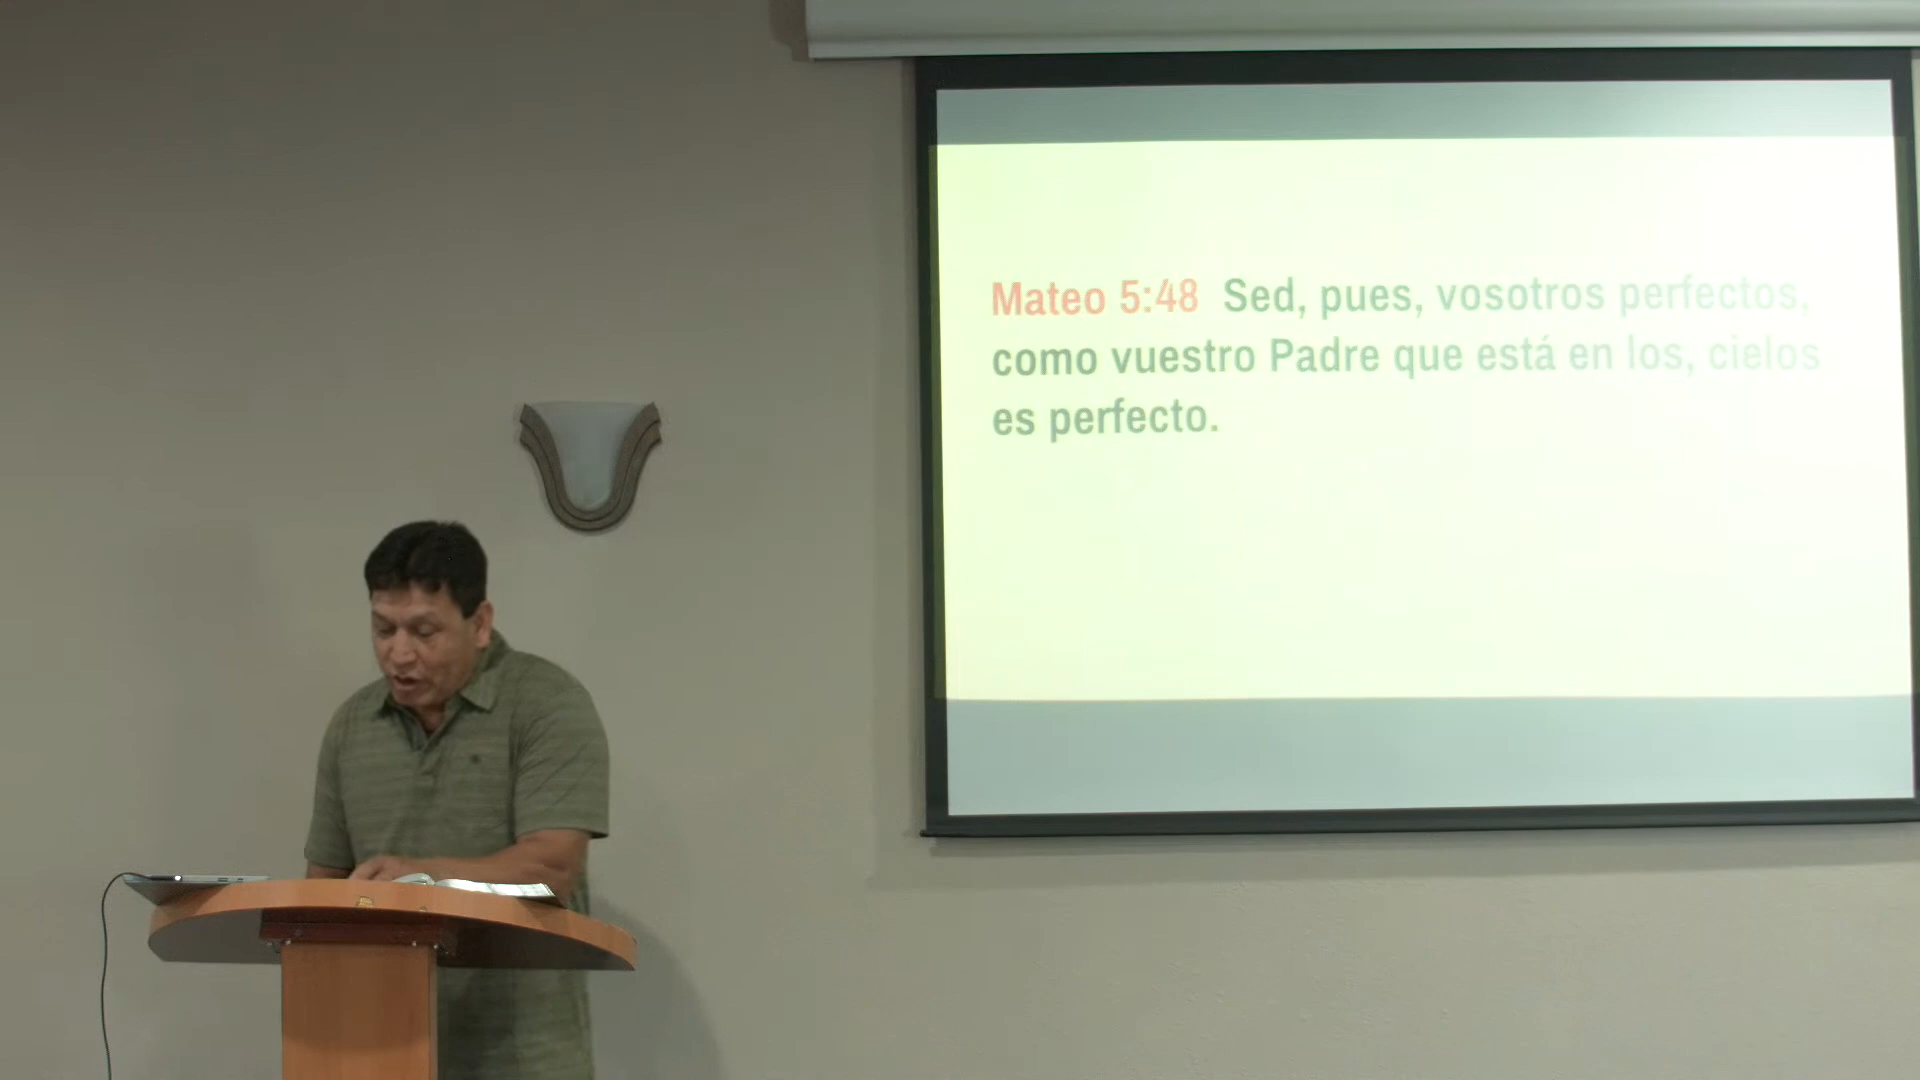 Mateo 5:48 Sed, pues, vosotros perfectos,
como vuestro Padre que está en los, cielos
es perfecto.